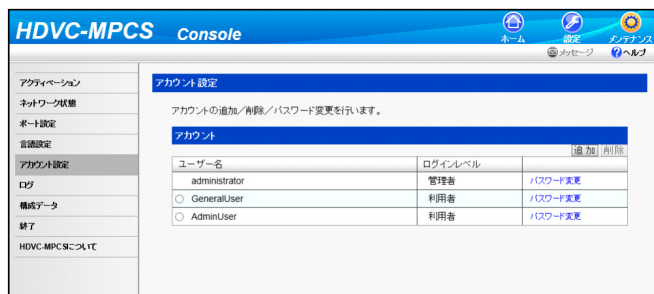 HDVC-MPCS Console
ホーム 設定 メンテナンス
メッセージ ヘルプ
アクティベーション
ネットワーク状態
ポート設定
言語設定
アカウント設定
ログ
構成データ
終了
HDVC-MPCSについて
アカウント設定
アカウントの追加／削除／パスワード変更を行います。
アカウント
追加 削除
ユーザー名 ログインレベル
administrator 管理者 パスワード変更
GeneralUser 利用者 パスワード変更
AdminUser 利用者 パスワード変更